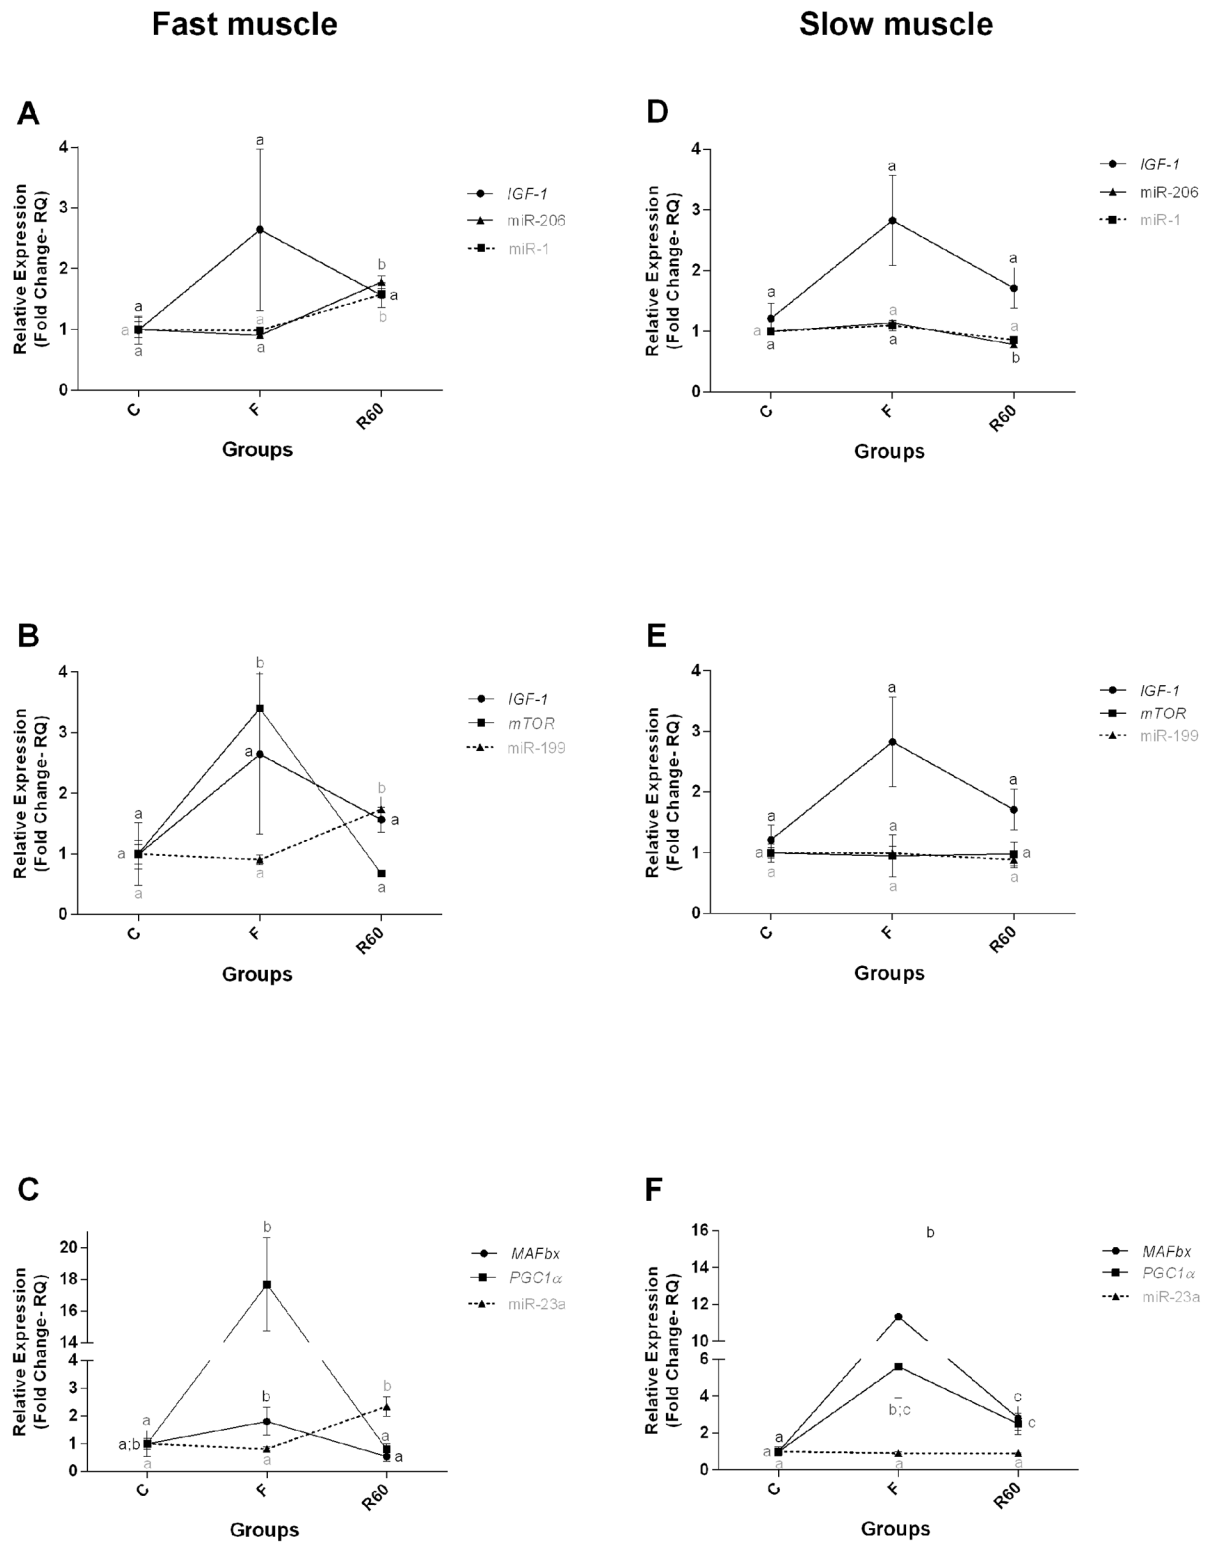 Fast muscle
Slow muscle
A
Relative Expression
(Fold Change- RQ)
4
3
2
1
0
a
a
a
a
a
a
b
a
b
C
F
R60
Groups
IGF-1
miR-206
miR-1
D
Relative Expression
(Fold Change- RQ)
4
3
2
1
0
a
a
a
a
a
a
a
a
b
C
F
R60
Groups
IGF-1
miR-206
miR-1
B
Relative Expression
(Fold Change- RQ)
4
3
2
1
0
a
a
a
b
a
a
b
a
a
C
F
R60
Groups
IGF-1
mTOR
miR-199
E
Relative Expression
(Fold Change- RQ)
4
3
2
1
0
a
a
a
a
a
a
a
a
a
C
F
R60
Groups
IGF-1
mTOR
miR-199
C
Relative Expression
(Fold Change- RQ)
20
18
16
14
4
3
2
1
0
a
a;b
a
b
b
a
b
a
a
C
F
R60
Groups
MAFbx
PGC1α
miR-23a
F
Relative Expression
(Fold Change- RQ)
16
14
12
10
6
4
2
0
a
a
a
b
b;c
a
c
c
a
C
F
R60
Groups
MAFbx
PGC1α
miR-23a